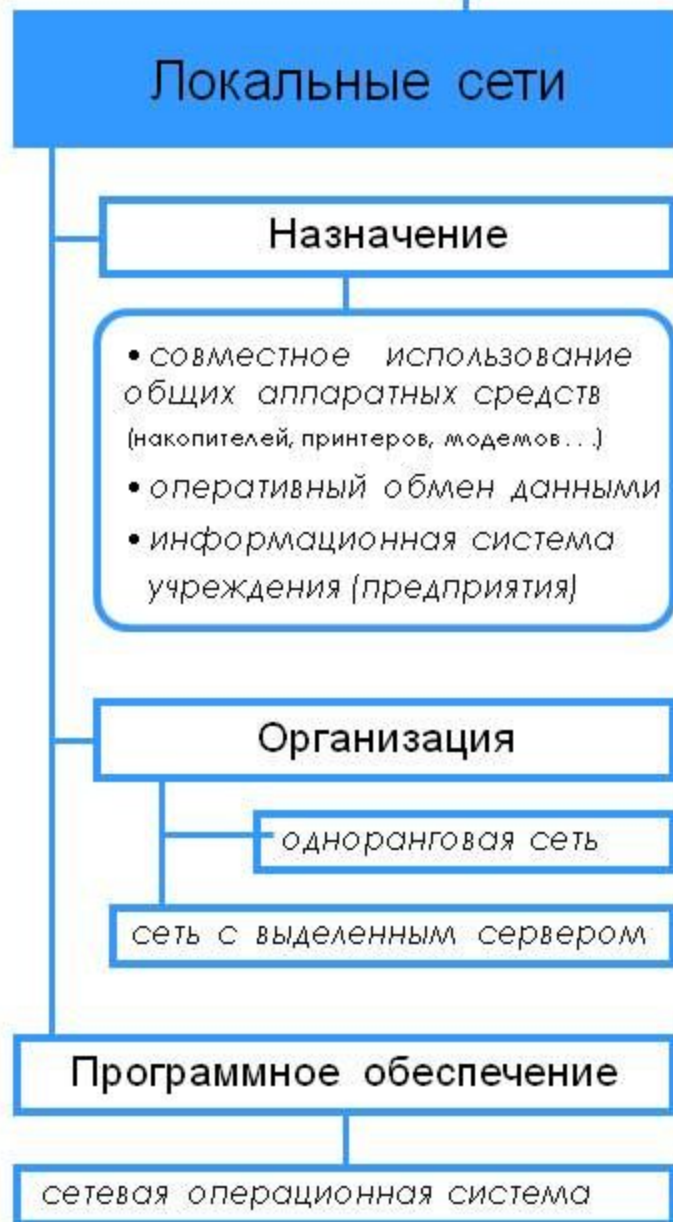 Локальные сети
Назначение
• совместное использование
общих аппаратных средств
(накопителей, принтеров, модемов...)
• оперативный обмен данными
• информационная система
учреждения (предприятия)
Организация
одноранговая сеть
сеть с выделенным сервером
Программное обеспечение
сетевая операционная система